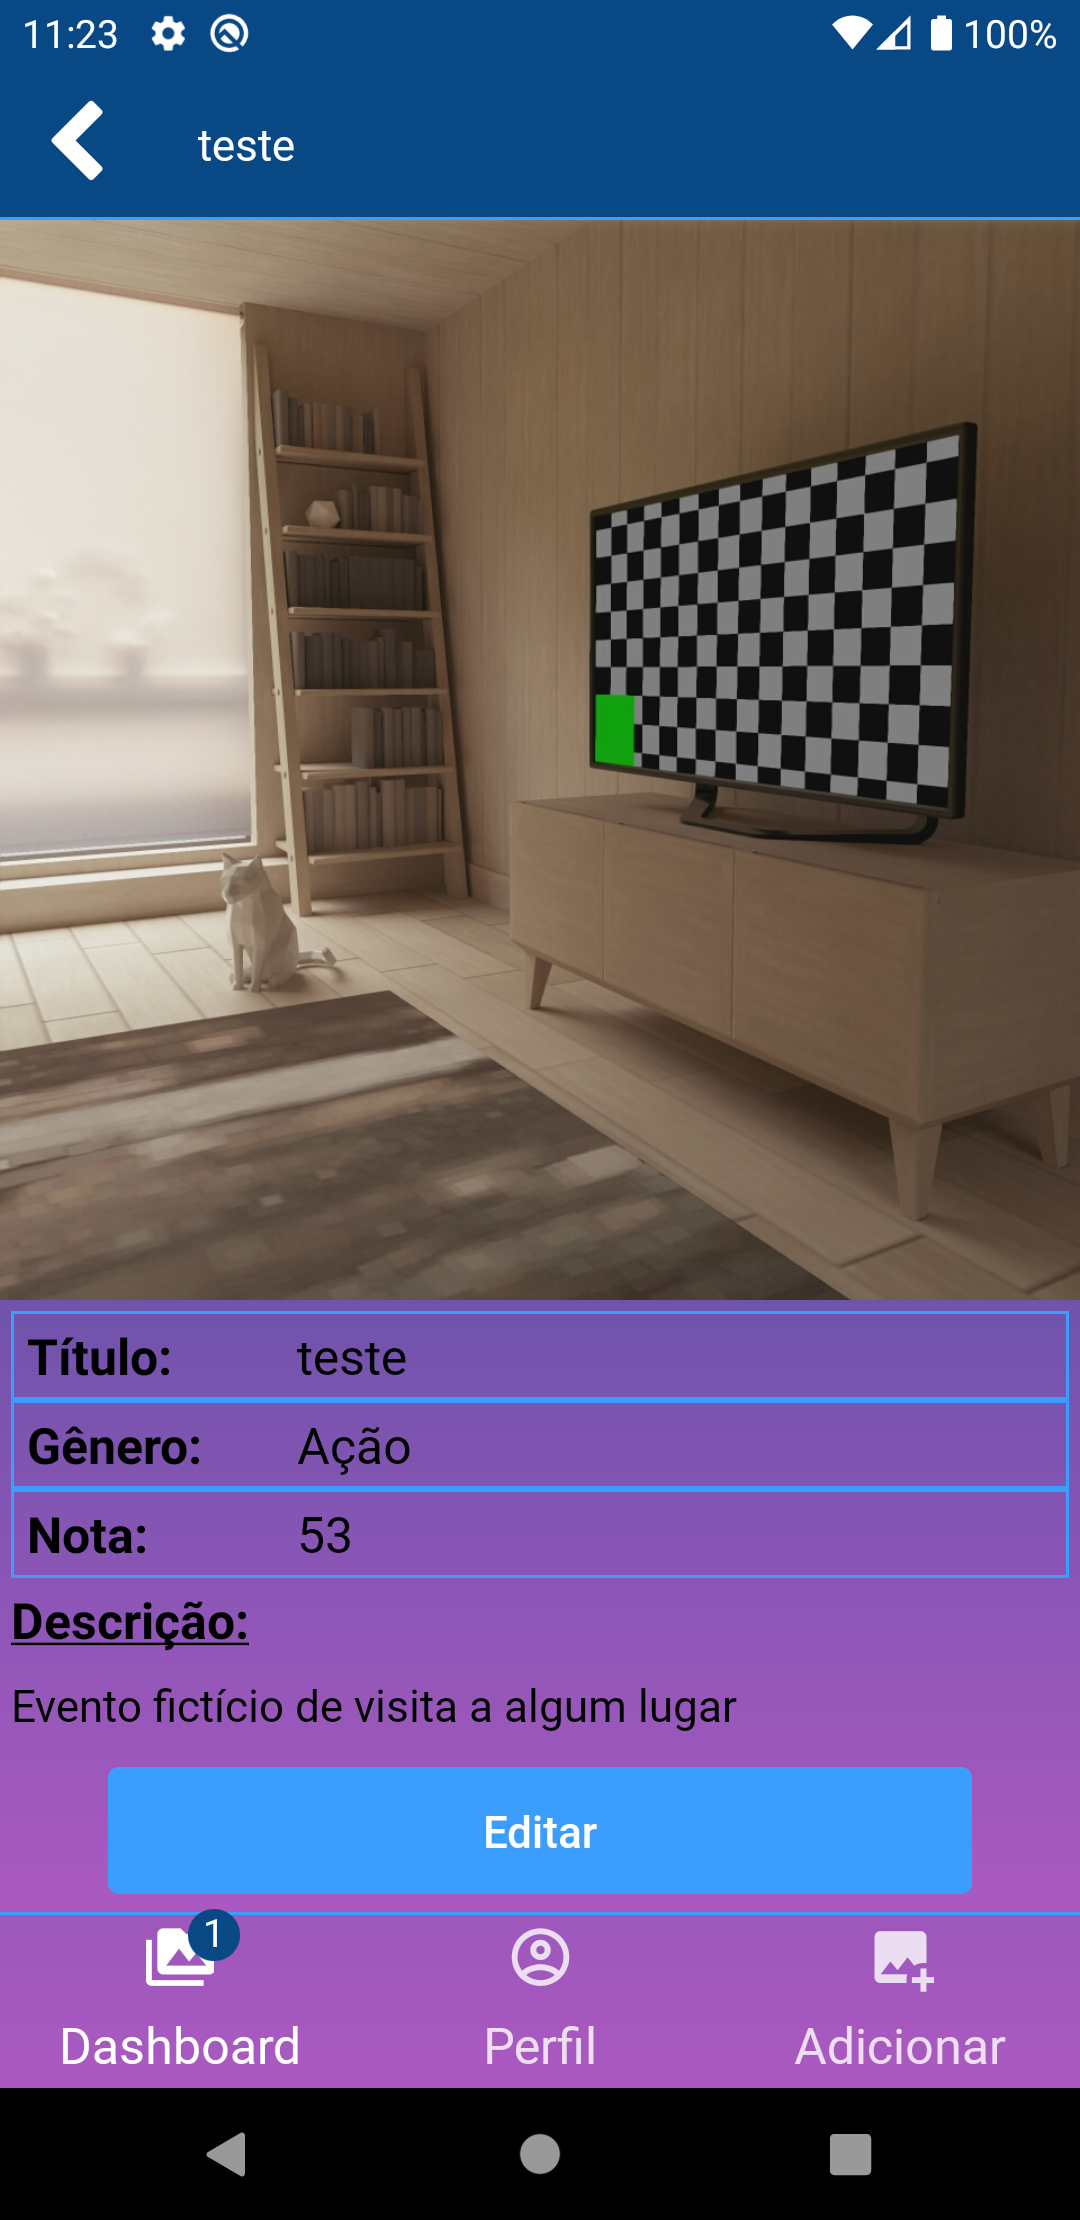 11:23
100%
teste
Título: teste
Gênero: Ação
Nota: 53
Descrição:
Evento fictício de visita a algum lugar
Editar
1
Dashboard Perfil Adicionar